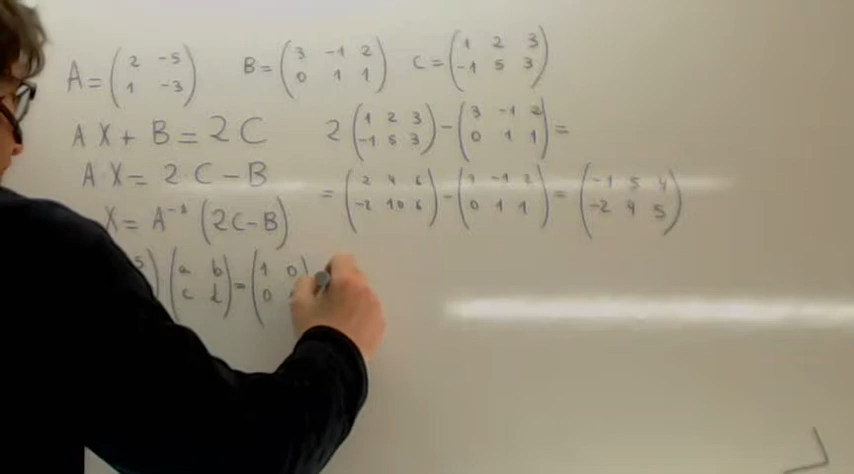 A = ( 2 -5 ; 1 -3 ) B = ( 3 -1 2 ; 0 1 1 ) C = ( 1 2 3 ; -1 5 3 )
A X + B = 2 C
2 ( 1 2 3 ; -1 5 3 ) - ( 3 -1 2 ; 0 1 1 ) =
A X = 2 · C - B
= ( 2 4 6 ; -2 10 6 ) - ( 3 -1 2 ; 0 1 1 ) = ( -1 5 4 ; -2 9 5 )
X = A⁻¹ ( 2C - B )
( a b ; c d ) = ( 1 0 ; 0